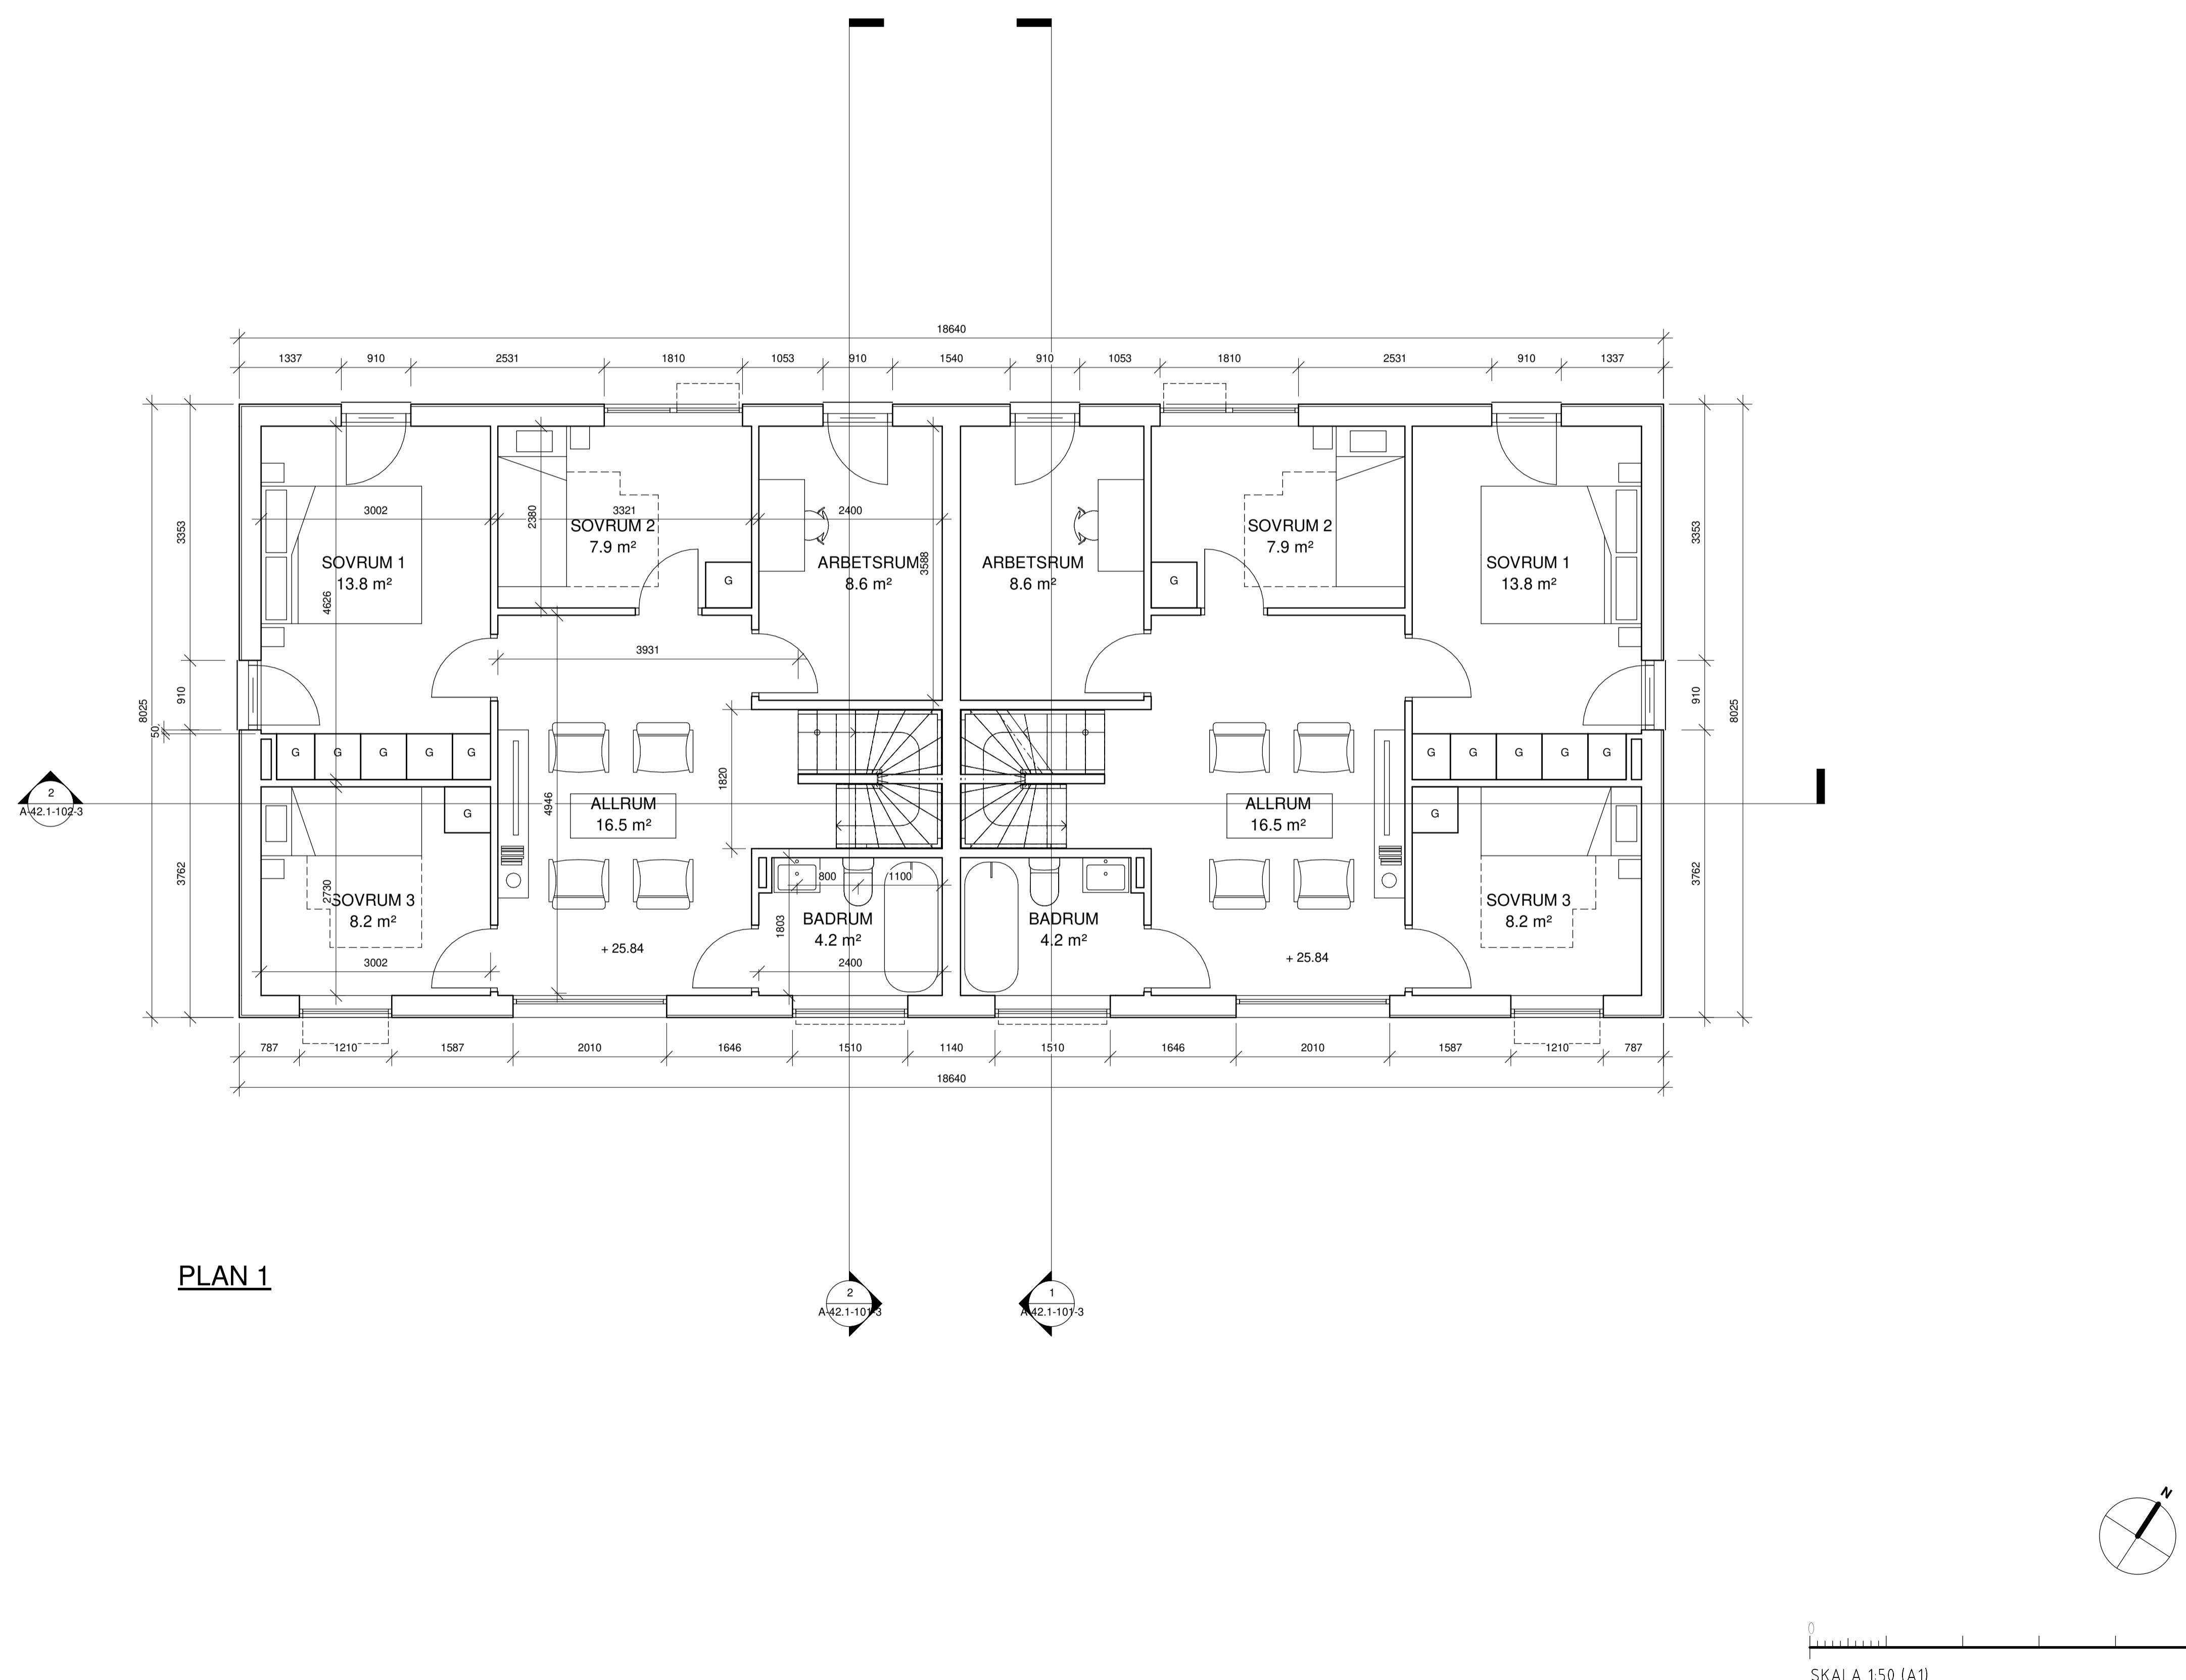 18640
1337 910 2531 1810 1053 910 1540 910 1053 1810 2531 910 1337
3353
910
8025
50
3762
3353
910
8025
3762
3002
3321
2400
2380
3588
4626
SOVRUM 1
13.8 m²
SOVRUM 2
7.9 m²
ARBETSRUM
8.6 m²
ARBETSRUM
8.6 m²
SOVRUM 2
7.9 m²
SOVRUM 1
13.8 m²
G
G
3931
G G G G G
G G G G G
1820
4946
2
A-42.1-102-3
ALLRUM
16.5 m²
ALLRUM
16.5 m²
G
G
2730
SOVRUM 3
8.2 m²
800 1100
1803
BADRUM
4.2 m²
BADRUM
4.2 m²
SOVRUM 3
8.2 m²
+ 25.84
+ 25.84
3002
2400
787 1210 1587 2010 1646 1510 1140 1510 1646 2010 1587 1210 787
18640
PLAN 1
2
A-42.1-101-3
1
A-42.1-101-3
N
0
SKALA 1:50 (A1)